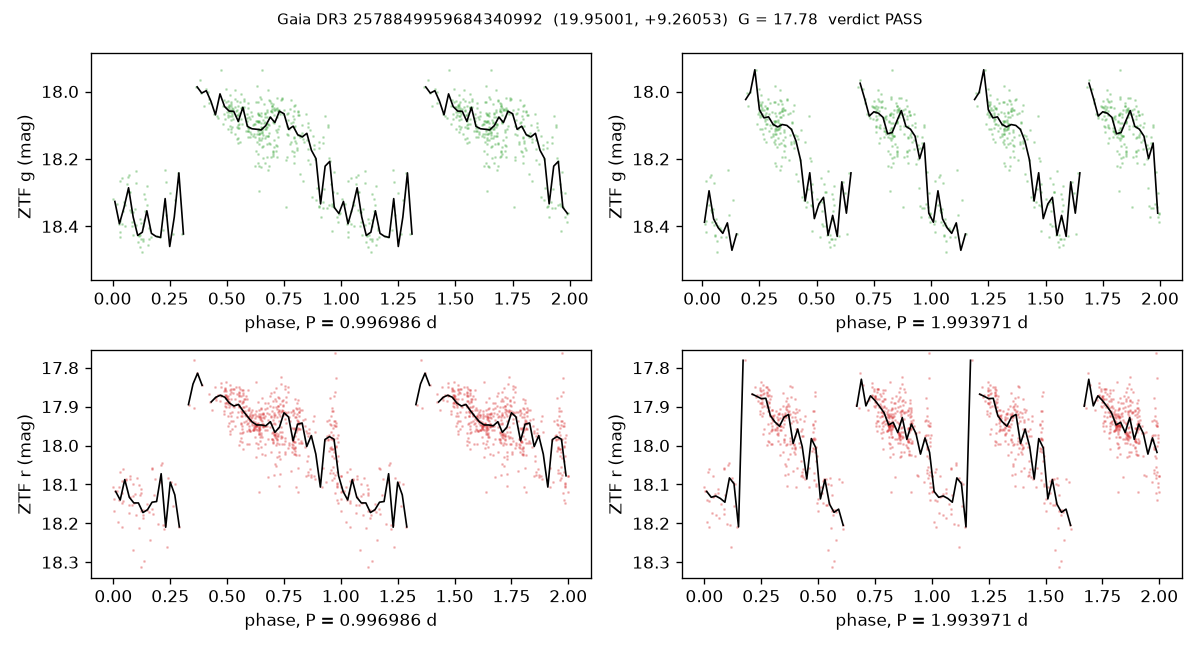 Gaia DR3 2578849959684340992 (19.95001, +9.26053) G = 17.78 verdict PASS
ZTF g (mag)
18.0
18.2
18.4
0.00 0.25 0.50 0.75 1.00 1.25 1.50 1.75 2.00
phase, P = 0.996986 d
ZTF g (mag)
18.0
18.2
18.4
0.00 0.25 0.50 0.75 1.00 1.25 1.50 1.75 2.00
phase, P = 1.993971 d
ZTF r (mag)
17.8
17.9
18.0
18.1
18.2
18.3
0.00 0.25 0.50 0.75 1.00 1.25 1.50 1.75 2.00
phase, P = 0.996986 d
ZTF r (mag)
17.8
17.9
18.0
18.1
18.2
18.3
0.00 0.25 0.50 0.75 1.00 1.25 1.50 1.75 2.00
phase, P = 1.993971 d